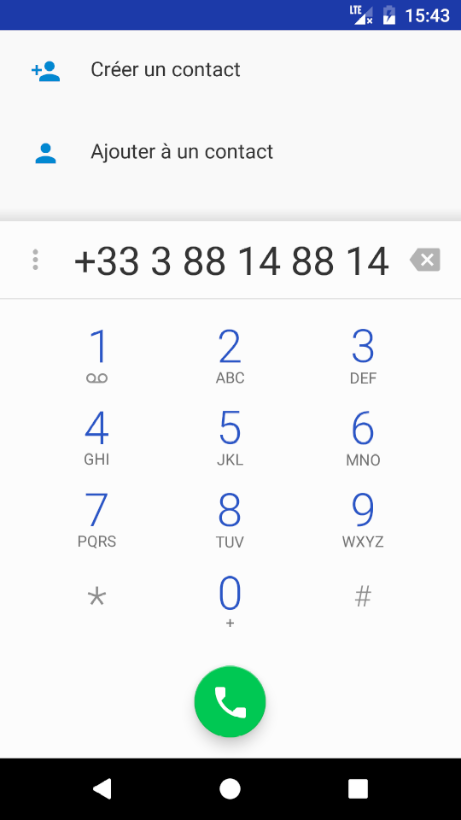 LTE 15:43
Créer un contact
Ajouter à un contact
+33 3 88 14 88 14
1 2 3
ABC DEF
4 5 6
GHI JKL MNO
7 8 9
PQRS TUV WXYZ
* 0 #
+